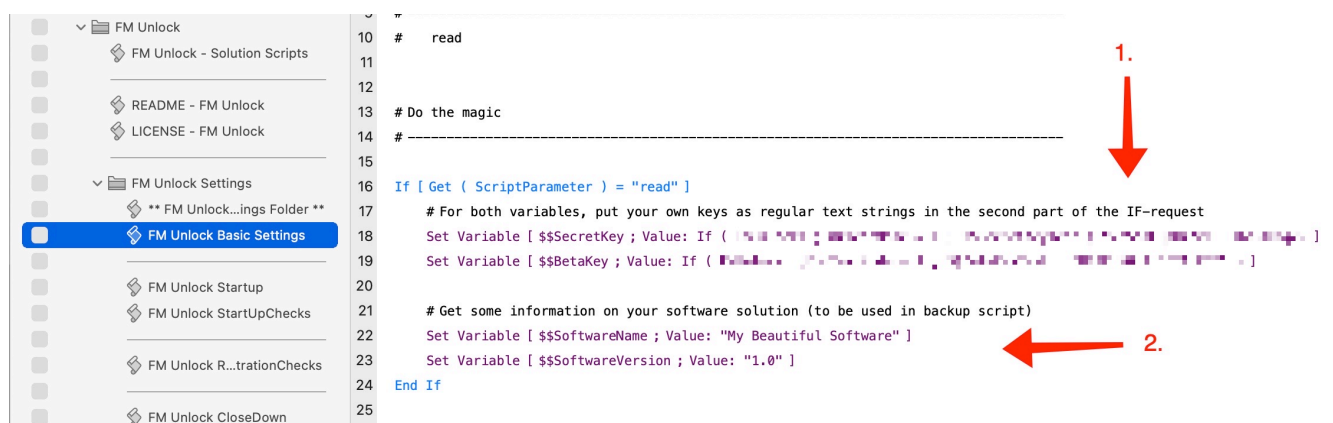 FM Unlock
FM Unlock - Solution Scripts
README - FM Unlock
LICENSE - FM Unlock
FM Unlock Settings
** FM Unlock...ings Folder **
FM Unlock Basic Settings
FM Unlock Startup
FM Unlock StartUpChecks
FM Unlock R...trationChecks
FM Unlock CloseDown
10 # read
11
12
13 # Do the magic
14 # ------------------------------------------------------------
15
16 If [ Get ( ScriptParameter ) = "read" ]
17 # For both variables, put your own keys as regular text strings in the second part of the IF-request
18 Set Variable [ $$SecretKey ; Value: If ( ]
19 Set Variable [ $$BetaKey ; Value: If ( ]
20
21 # Get some information on your software solution (to be used in backup script)
22 Set Variable [ $$SoftwareName ; Value: "My Beautiful Software" ]
23 Set Variable [ $$SoftwareVersion ; Value: "1.0" ]
24 End If
25
1.
2.